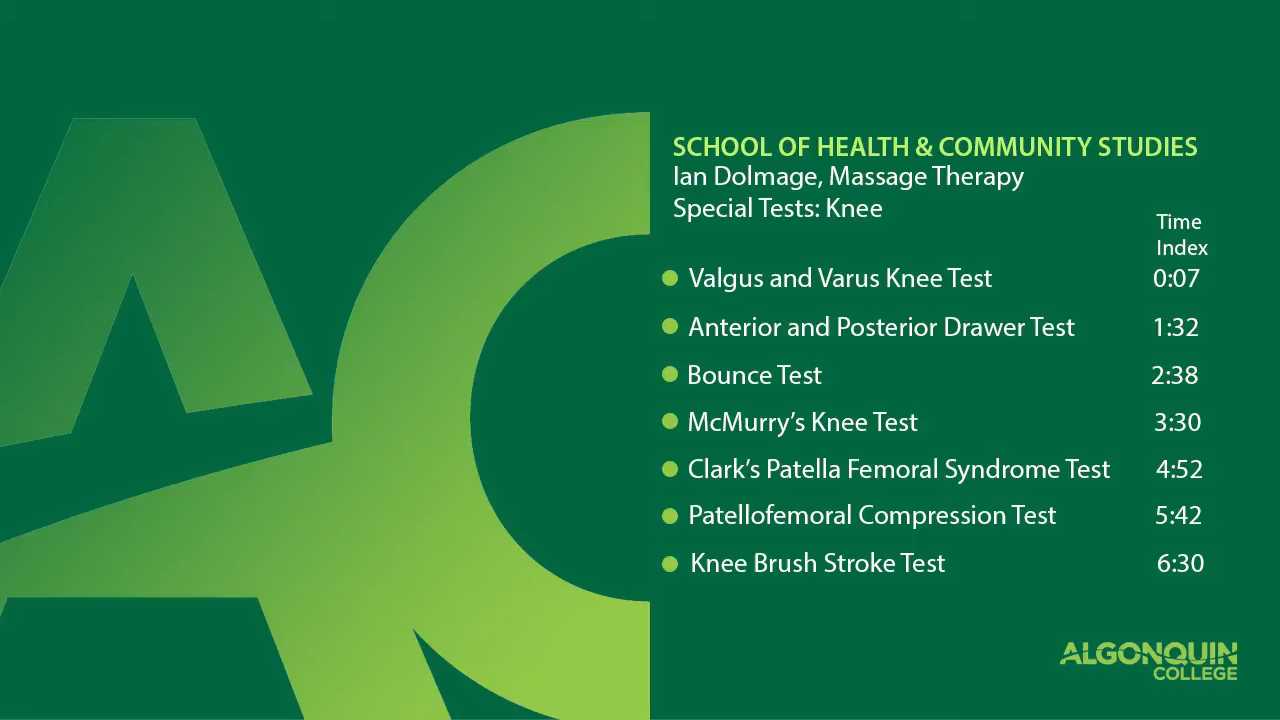 SCHOOL OF HEALTH & COMMUNITY STUDIES
Ian Dolmage, Massage Therapy
Special Tests: Knee
Time
Index
Valgus and Varus Knee Test 0:07
Anterior and Posterior Drawer Test 1:32
Bounce Test 2:38
McMurry's Knee Test 3:30
Clark's Patella Femoral Syndrome Test 4:52
Patellofemoral Compression Test 5:42
Knee Brush Stroke Test 6:30
ALGONQUIN
COLLEGE